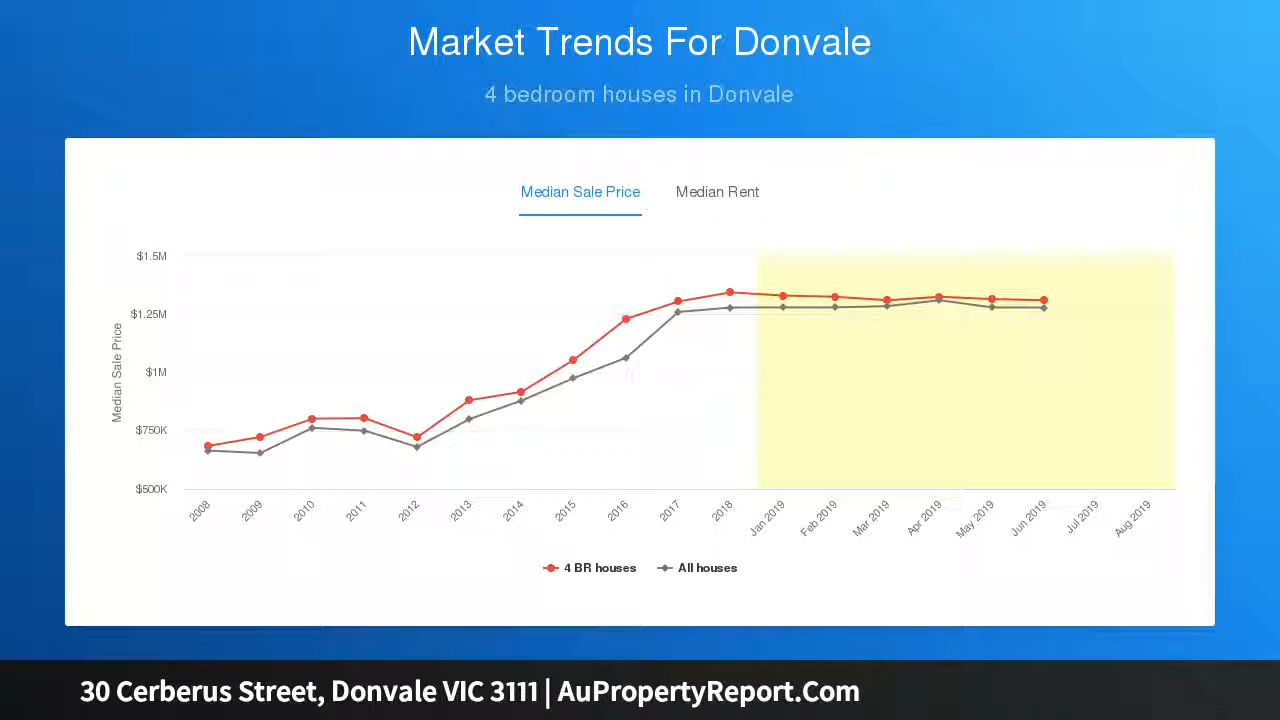 Market Trends For Donvale
4 bedroom houses in Donvale
Median Sale Price
Median Rent
Median Sale Price
$1.5M
$1.25M
$1M
$750K
$500K
2008
2009
2010
2011
2012
2013
2014
2015
2016
2017
2018
Jan 2019
Feb 2019
Mar 2019
Apr 2019
May 2019
Jun 2019
Jul 2019
Aug 2019
4 BR houses
All houses
30 Cerberus Street, Donvale VIC 3111 | AuPropertyReport.Com